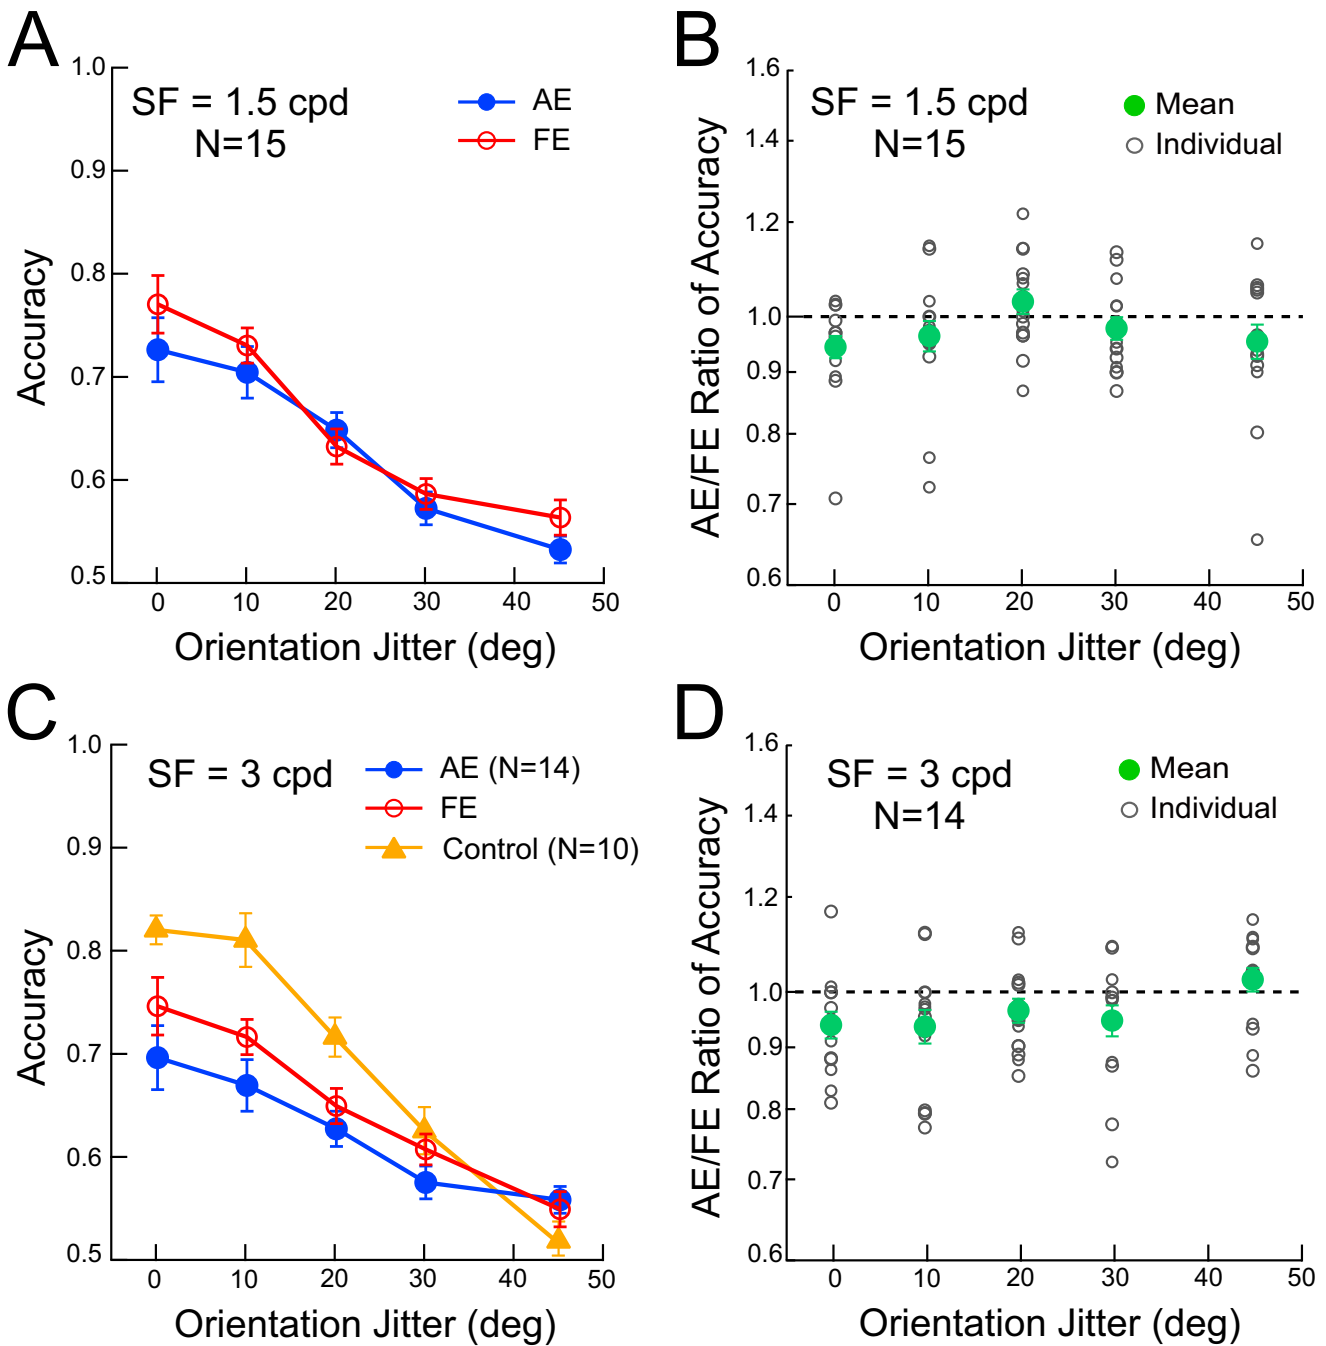 A
SF = 1.5 cpd
N=15
AE
FE
1.0
0.9
0.8
0.7
0.6
0.5
Accuracy
0 10 20 30 40 50
Orientation Jitter (deg)
B
SF = 1.5 cpd
N=15
Mean
Individual
1.6
1.4
1.2
1.0
0.9
0.8
0.7
0.6
AE/FE Ratio of Accuracy
0 10 20 30 40 50
Orientation Jitter (deg)
C
SF = 3 cpd
AE (N=14)
FE
Control (N=10)
1.0
0.9
0.8
0.7
0.6
0.5
Accuracy
0 10 20 30 40 50
Orientation Jitter (deg)
D
SF = 3 cpd
N=14
Mean
Individual
1.6
1.4
1.2
1.0
0.9
0.8
0.7
0.6
AE/FE Ratio of Accuracy
0 10 20 30 40 50
Orientation Jitter (deg)